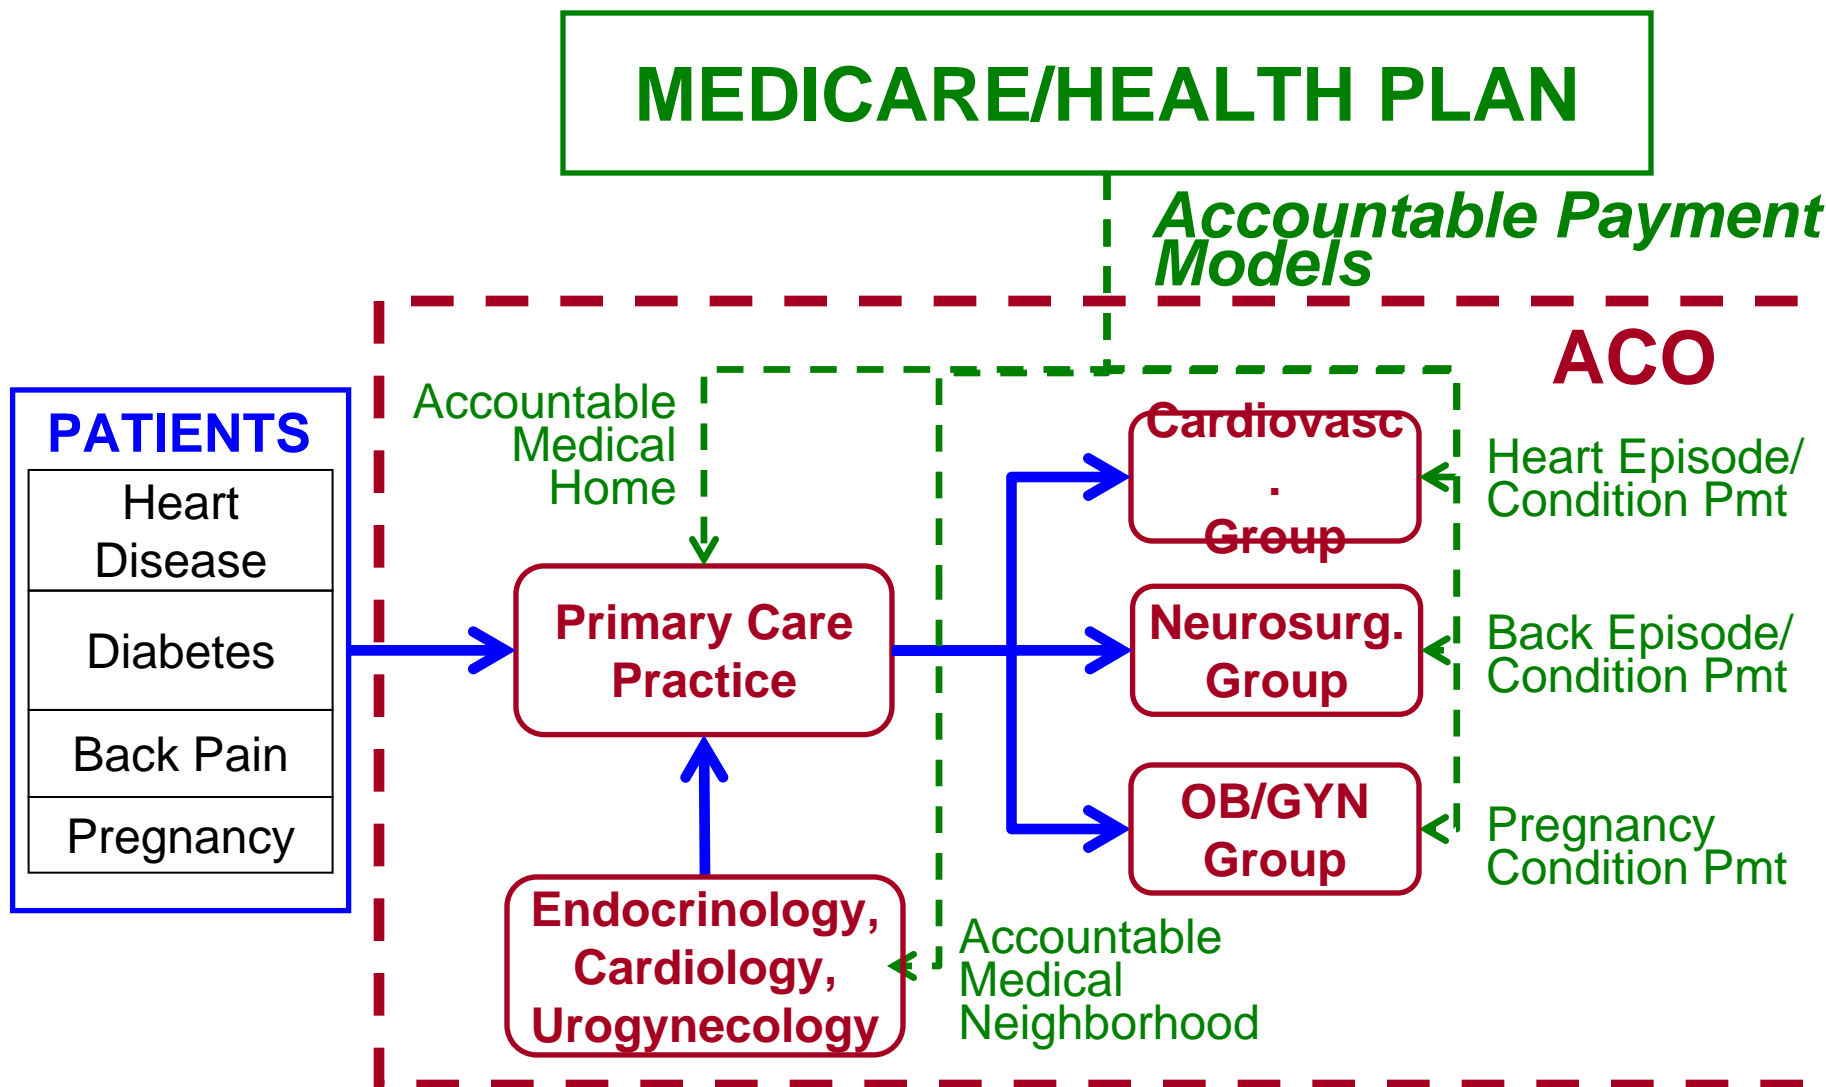 MEDICARE/HEALTH PLAN
Accountable Payment
Models
ACO
PATIENTS
Heart
Disease
Diabetes
Back Pain
Pregnancy
Accountable
Medical
Home
Primary Care
Practice
Endocrinology,
Cardiology,
Urogynecology
Accountable
Medical
Neighborhood
Cardiovasc
.
Group
Heart Episode/
Condition Pmt
Neurosurg.
Group
Back Episode/
Condition Pmt
OB/GYN
Group
Pregnancy
Condition Pmt